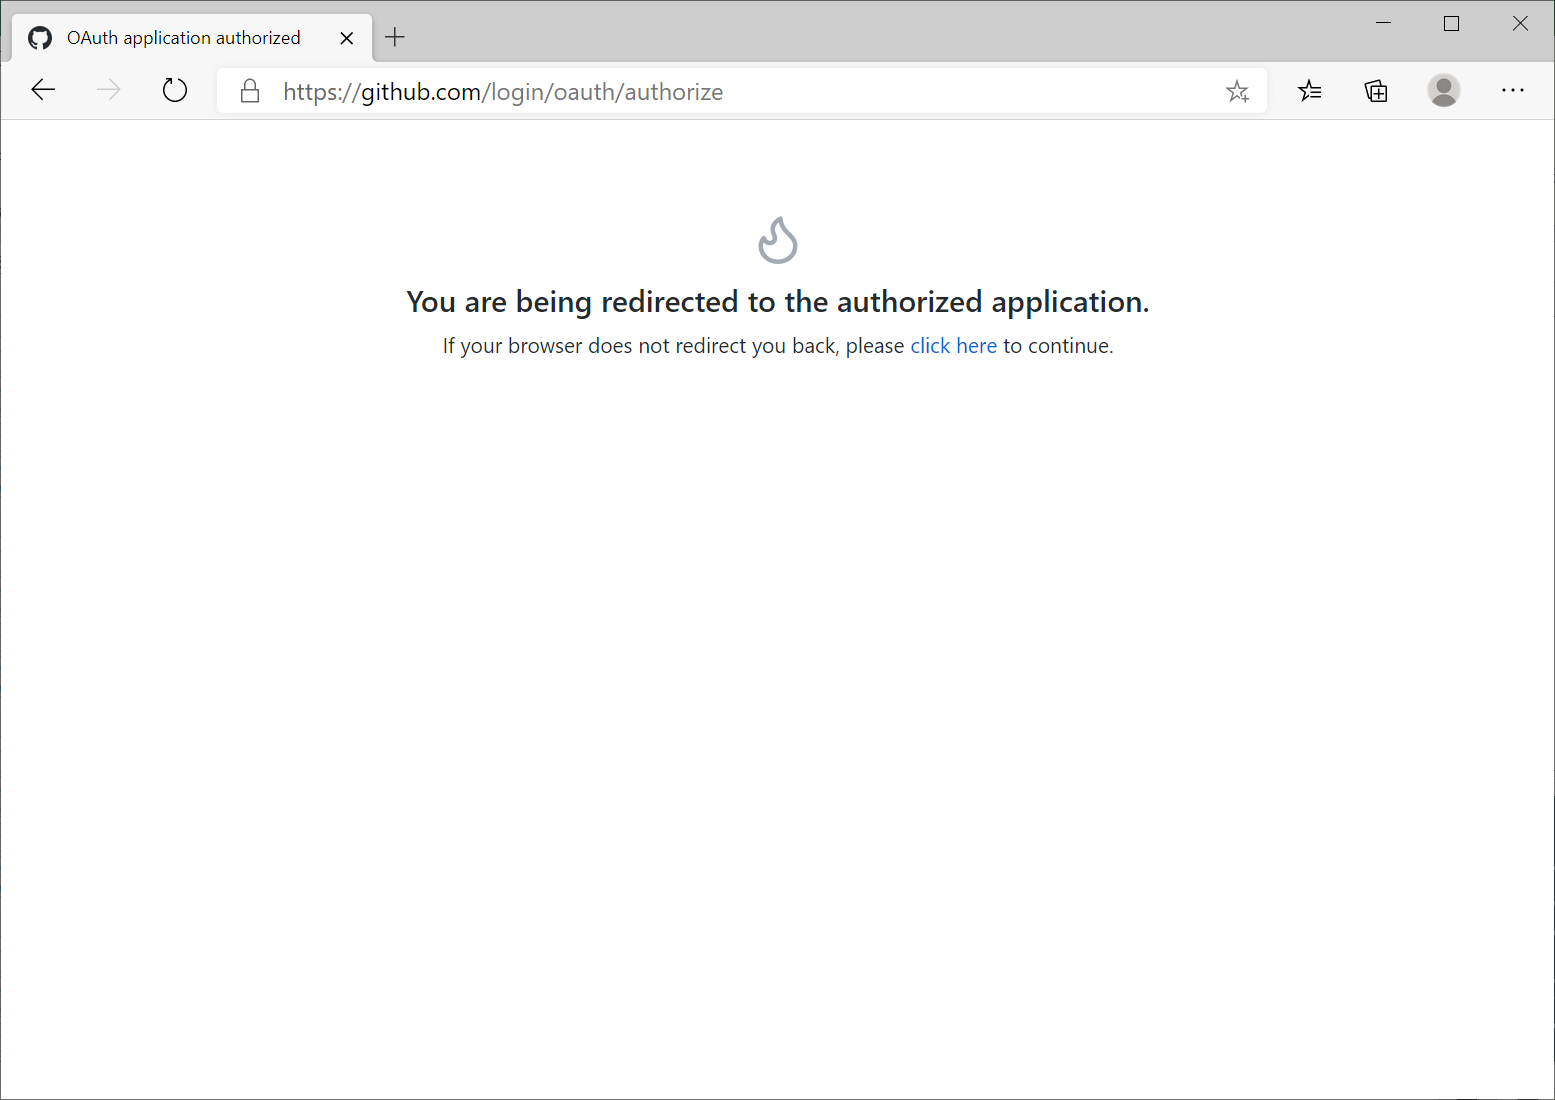 OAuth application authorized
https://github.com/login/oauth/authorize
You are being redirected to the authorized application.
If your browser does not redirect you back, please click here to continue.